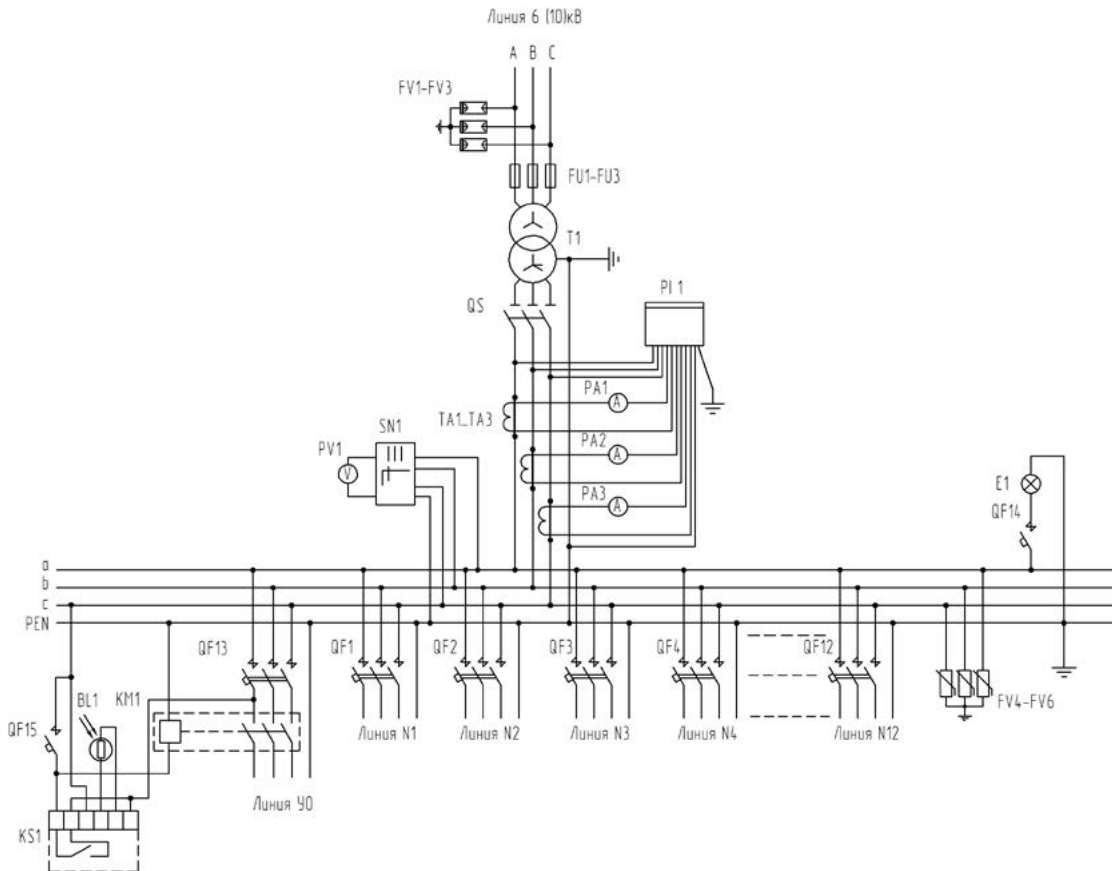 Линия 6 (10)кВ
A B C
FV1-FV3
FU1-FU3
T1
QS
PI 1
PA1
A
TA1...TA3
SN1
PV1
V
PA2
A
PA3
A
E1
QF14
a
b
c
PEN
QF13
QF1
QF2
QF3
QF4
QF12
BL1
KM1
QF15
FV4-FV6
Линия N1
Линия N2
Линия N3
Линия N4
Линия N12
Линия УО
KS1